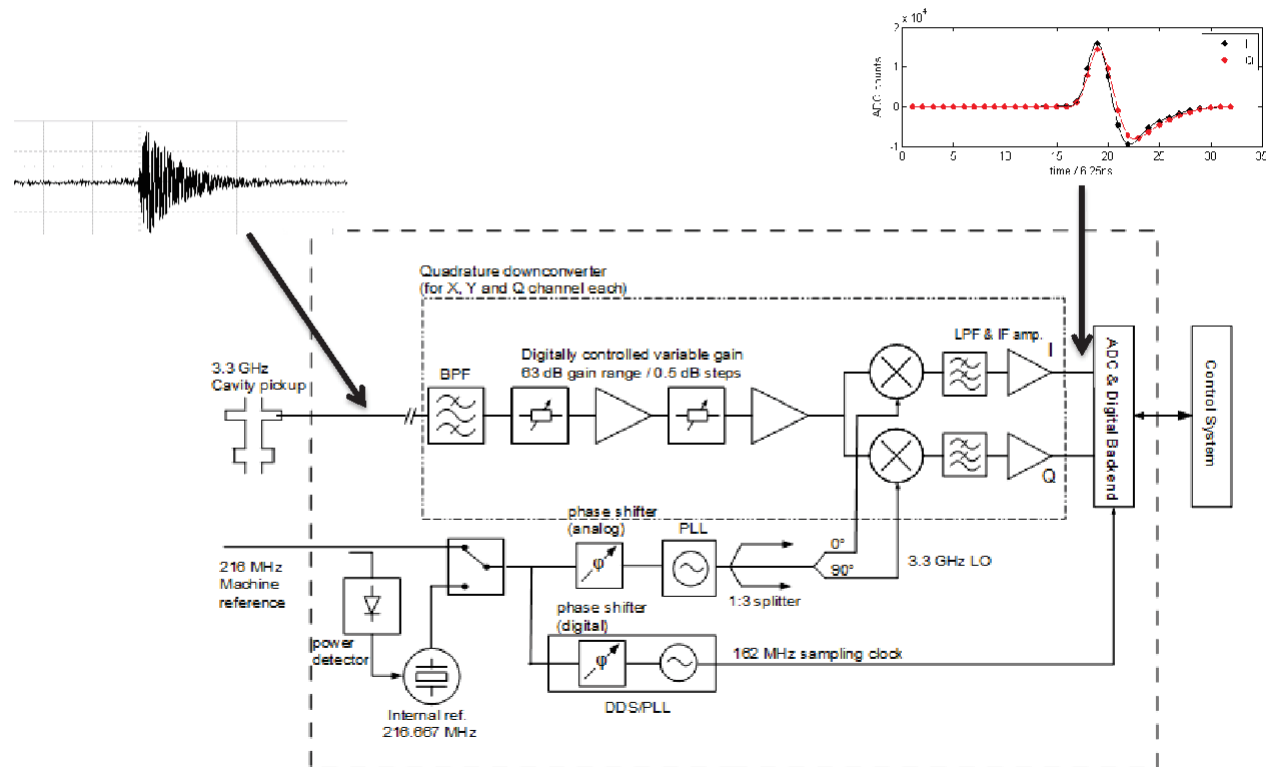 2 x 10^4
1
0
-1
ADC counts
I
Q
0 5 10 15 20 25 30 35
time / 6.25ns
Quadrature downconverter
(for X, Y and Q channel each)
LPF & IF amp.
I
Digitally controlled variable gain
63 dB gain range / 0.5 dB steps
3.3 GHz
Cavity pickup
BPF
ADC & Digital Backend
Control System
Q
phase shifter
(analog)
PLL
φ
0°
90°
3.3 GHz LO
1:3 splitter
216 MHz
Machine
reference
phase shifter
(digital)
φ
power
detector
162 MHz sampling clock
DDS/PLL
Internal ref.
216.667 MHz